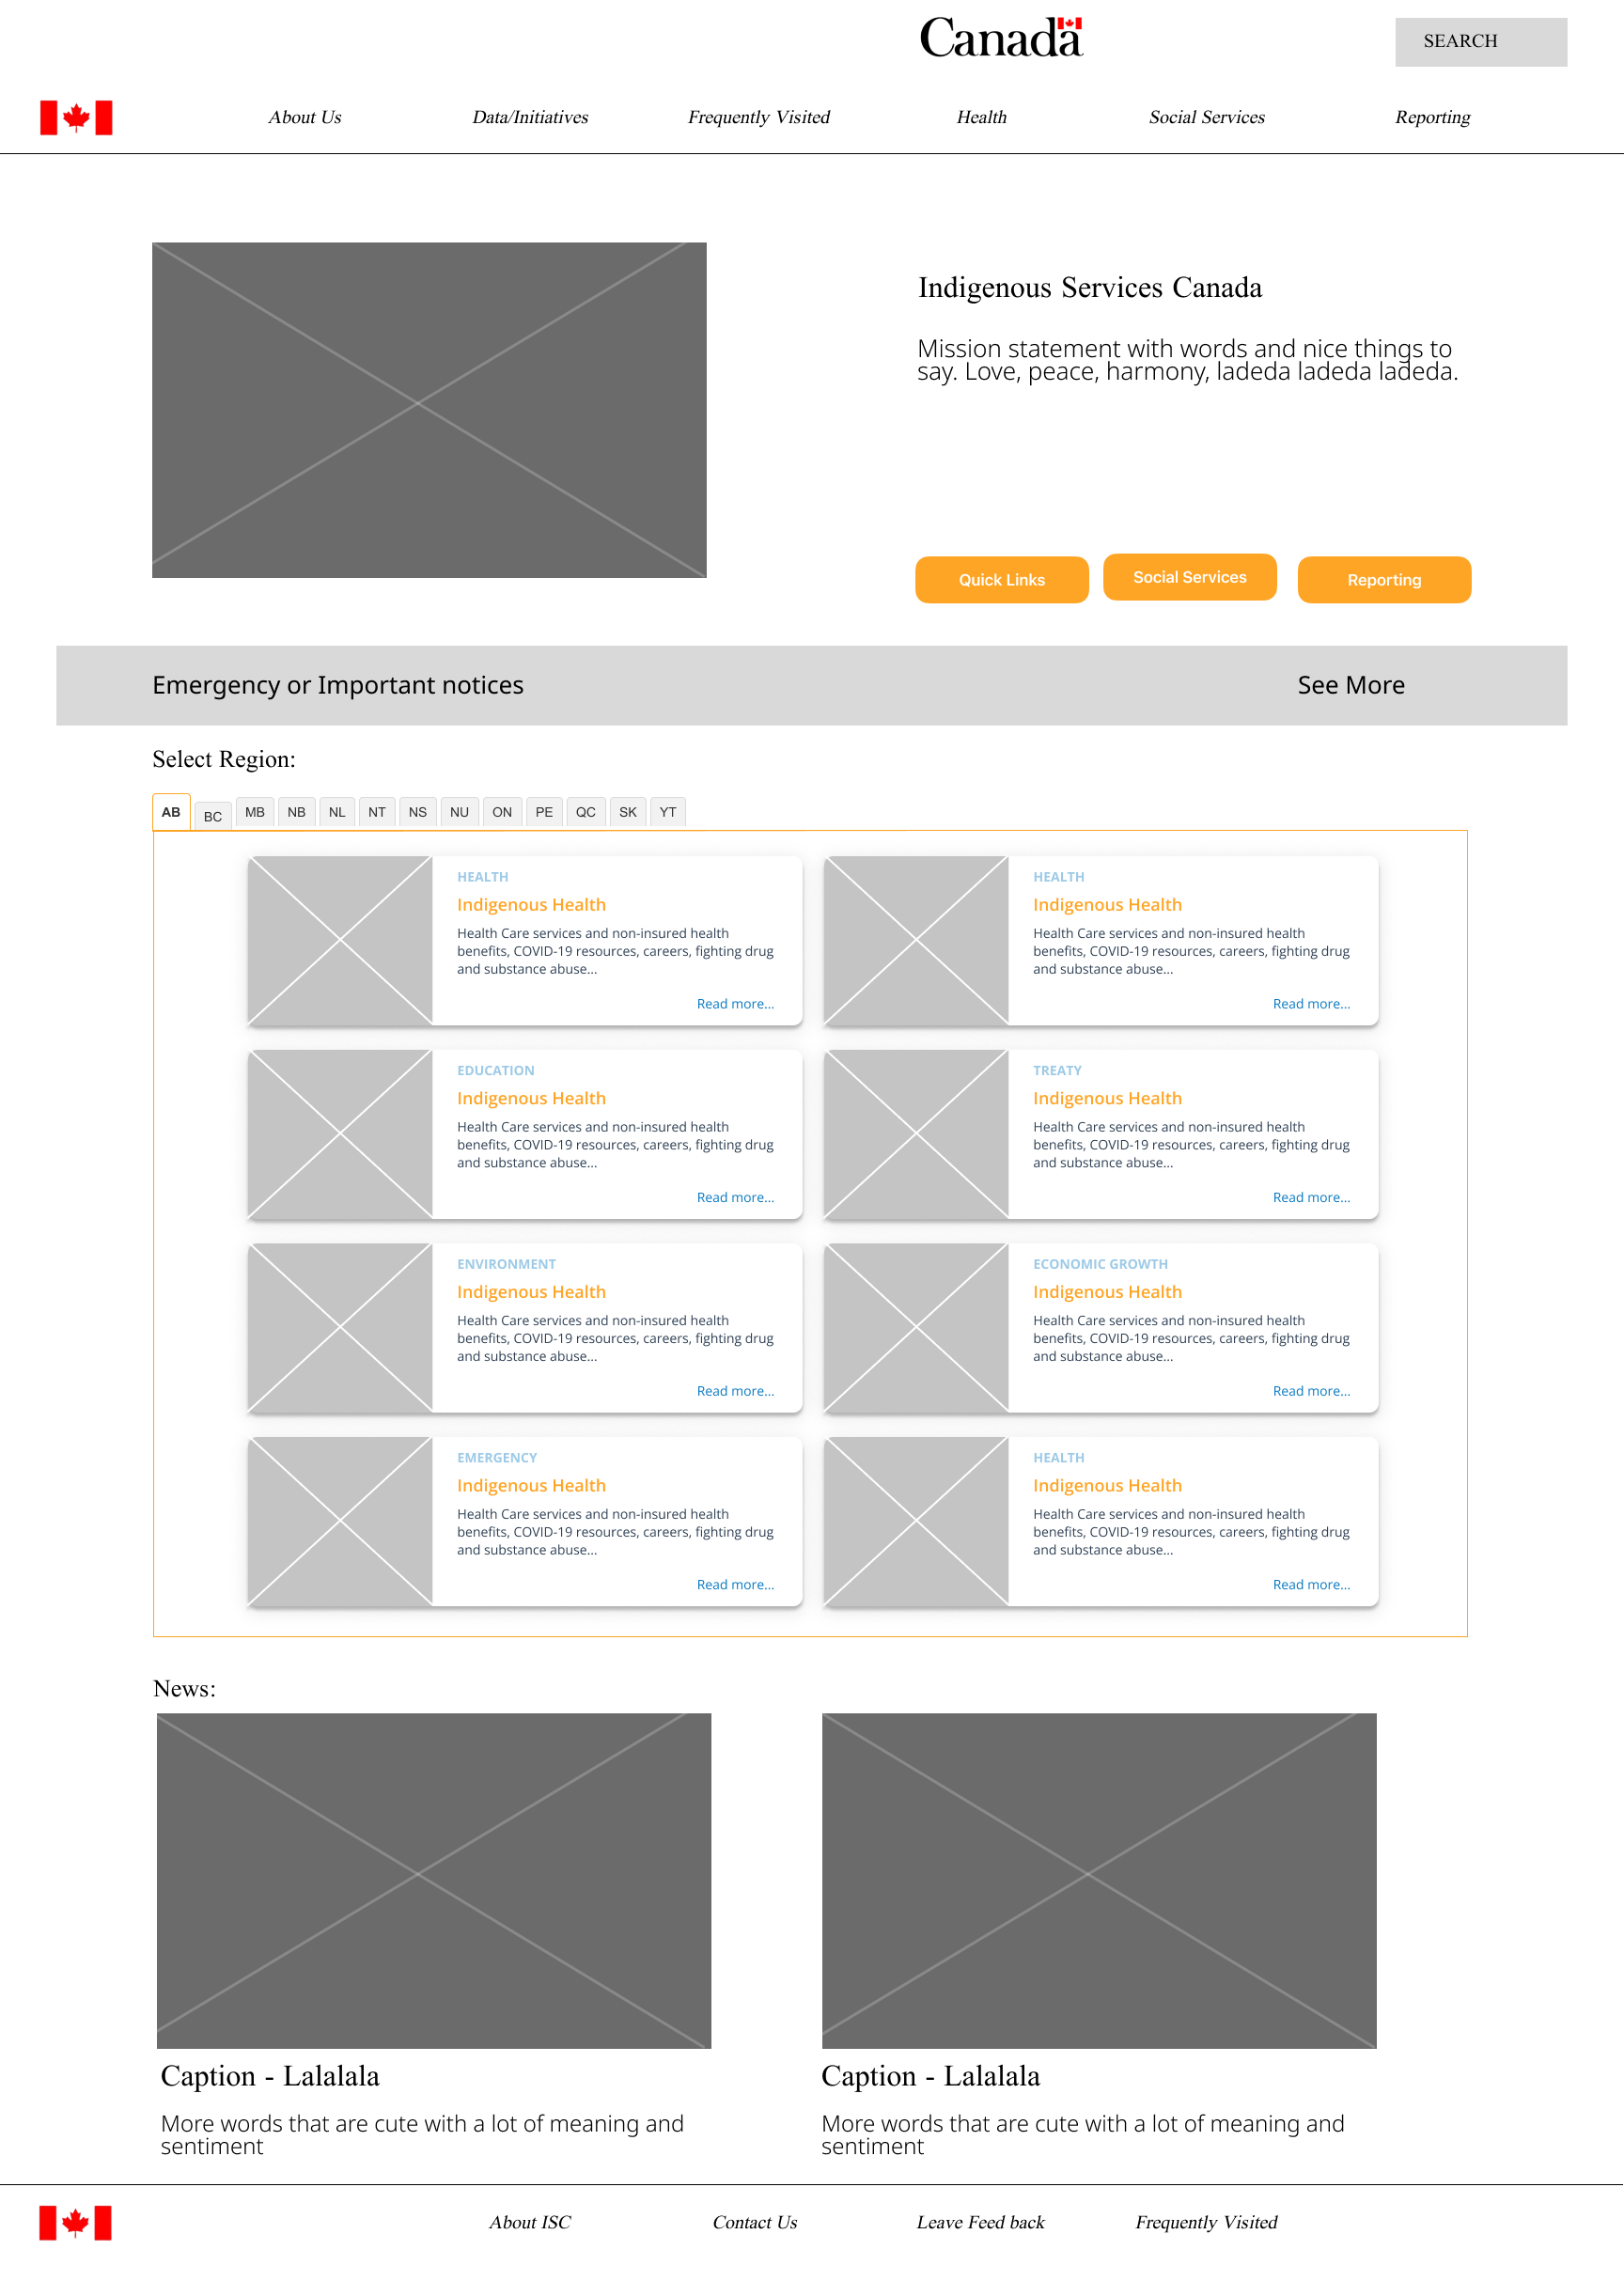 Canada
SEARCH
About Us
Data/Initiatives
Frequently Visited
Health
Social Services
Reporting
Indigenous Services Canada
Mission statement with words and nice things to
say. Love, peace, harmony, ladeda ladeda ladeda.
Quick Links
Social Services
Reporting
Emergency or Important notices
See More
Select Region:
AB
BC
MB
NB
NL
NT
NS
NU
ON
PE
QC
SK
YT
HEALTH
Indigenous Health
Health Care services and non-insured health
benefits, COVID-19 resources, careers, fighting drug
and substance abuse...
Read more...
HEALTH
Indigenous Health
Health Care services and non-insured health
benefits, COVID-19 resources, careers, fighting drug
and substance abuse...
Read more...
EDUCATION
Indigenous Health
Health Care services and non-insured health
benefits, COVID-19 resources, careers, fighting drug
and substance abuse...
Read more...
TREATY
Indigenous Health
Health Care services and non-insured health
benefits, COVID-19 resources, careers, fighting drug
and substance abuse...
Read more...
ENVIRONMENT
Indigenous Health
Health Care services and non-insured health
benefits, COVID-19 resources, careers, fighting drug
and substance abuse...
Read more...
ECONOMIC GROWTH
Indigenous Health
Health Care services and non-insured health
benefits, COVID-19 resources, careers, fighting drug
and substance abuse...
Read more...
EMERGENCY
Indigenous Health
Health Care services and non-insured health
benefits, COVID-19 resources, careers, fighting drug
and substance abuse...
Read more...
HEALTH
Indigenous Health
Health Care services and non-insured health
benefits, COVID-19 resources, careers, fighting drug
and substance abuse...
Read more...
News:
Caption - Lalalala
More words that are cute with a lot of meaning and
sentiment
Caption - Lalalala
More words that are cute with a lot of meaning and
sentiment
About ISC
Contact Us
Leave Feed back
Frequently Visited